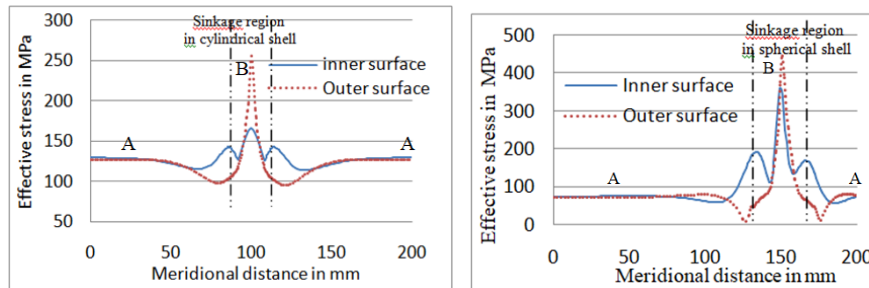 Sinkage region
in cylindrical shell
B
inner surface
Outer surface
A
A
Effective stress in MPa
300
250
200
150
100
50
0
50
100
150
200
Meridional distance in mm
Sinkage region
in spherical shell
B
Inner surface
Outer surface
A
A
Effective stress in MPa
500
400
300
200
100
0
0
50
100
150
200
Meridional distance in mm